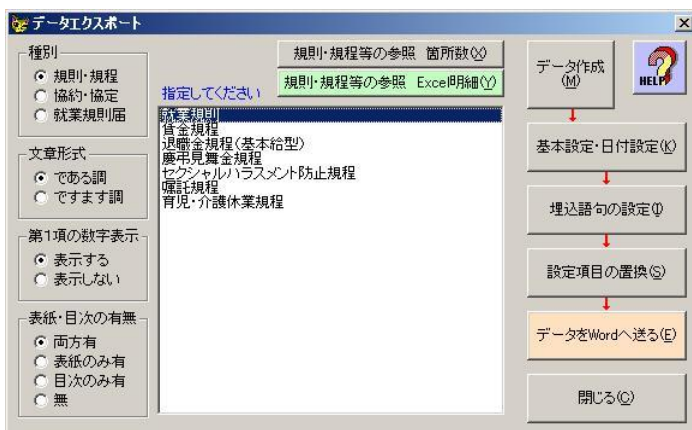 データエクスポート
種別
規則・規程
協約・協定
就業規則届
文章形式
である調
ですます調
第1項の数字表示
表示する
表示しない
表紙・目次の有無
両方有
表紙のみ有
目次のみ有
無
規則・規程等の参照 箇所数(X)
規則・規程等の参照 Excel明細(Y)
指定してください
就業規則
賃金規程
退職金規程(基本給型)
慶弔見舞金規程
セクシャルハラスメント防止規程
嘱託規程
育児・介護休業規程
データ作成
(M)
HELP
基本設定・日付設定(K)
埋込語句の設定(I)
設定項目の置換(S)
データをWordへ送る(E)
閉じる(C)